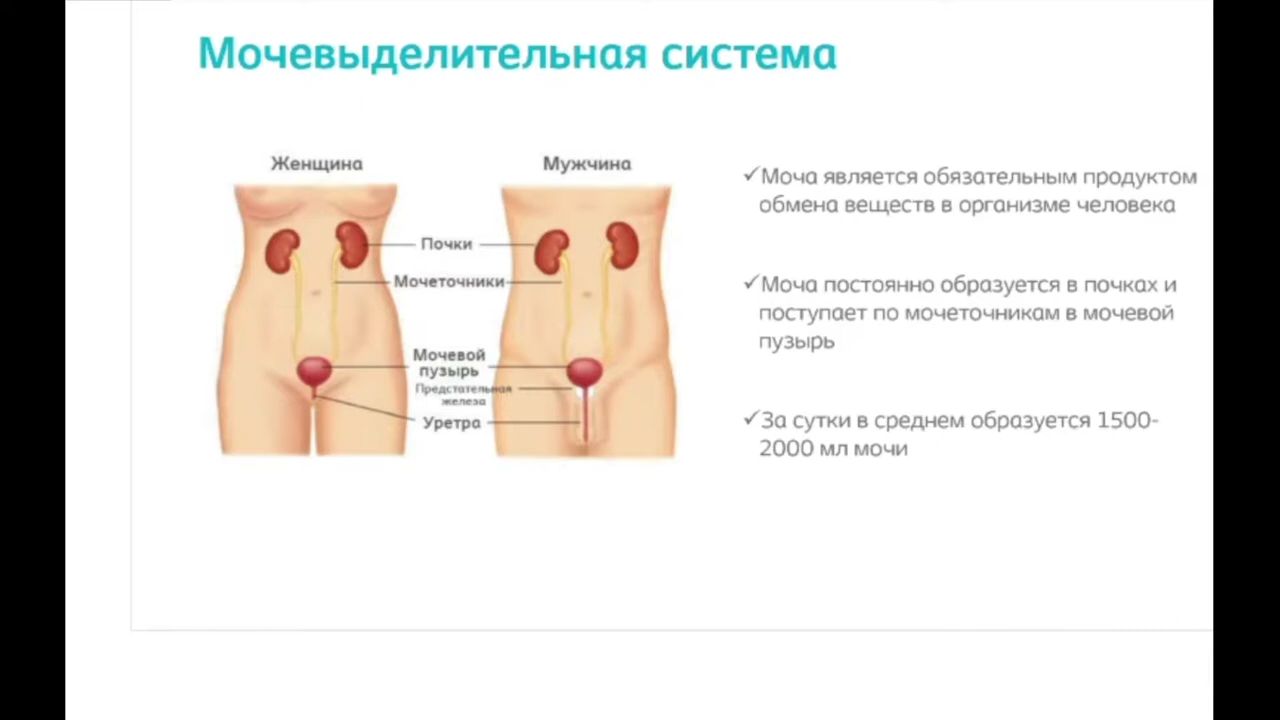 Мочевыделительная система
Женщина
Мужчина
Почки
Мочеточники
Мочевой
пузырь
Предстательная
железа
Уретра
✓Моча является обязательным продуктом
обмена веществ в организме человека
✓Моча постоянно образуется в почках и
поступает по мочеточникам в мочевой
пузырь
✓За сутки в среднем образуется 1500-
2000 мл мочи